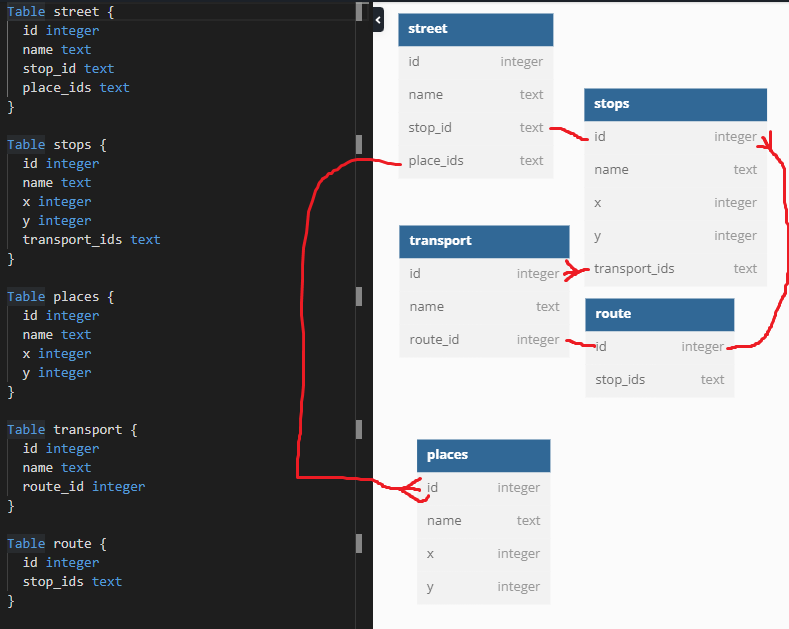 Table street {
id integer
name text
stop_id text
place_ids text
}
Table stops {
id integer
name text
x integer
y integer
transport_ids text
}
Table places {
id integer
name text
x integer
y integer
}
Table transport {
id integer
name text
route_id integer
}
Table route {
id integer
stop_ids text
}
street
id integer
name text
stop_id text
place_ids text
stops
id integer
name text
x integer
y integer
transport_ids text
transport
id integer
name text
route_id integer
route
id integer
stop_ids text
places
id integer
name text
x integer
y integer